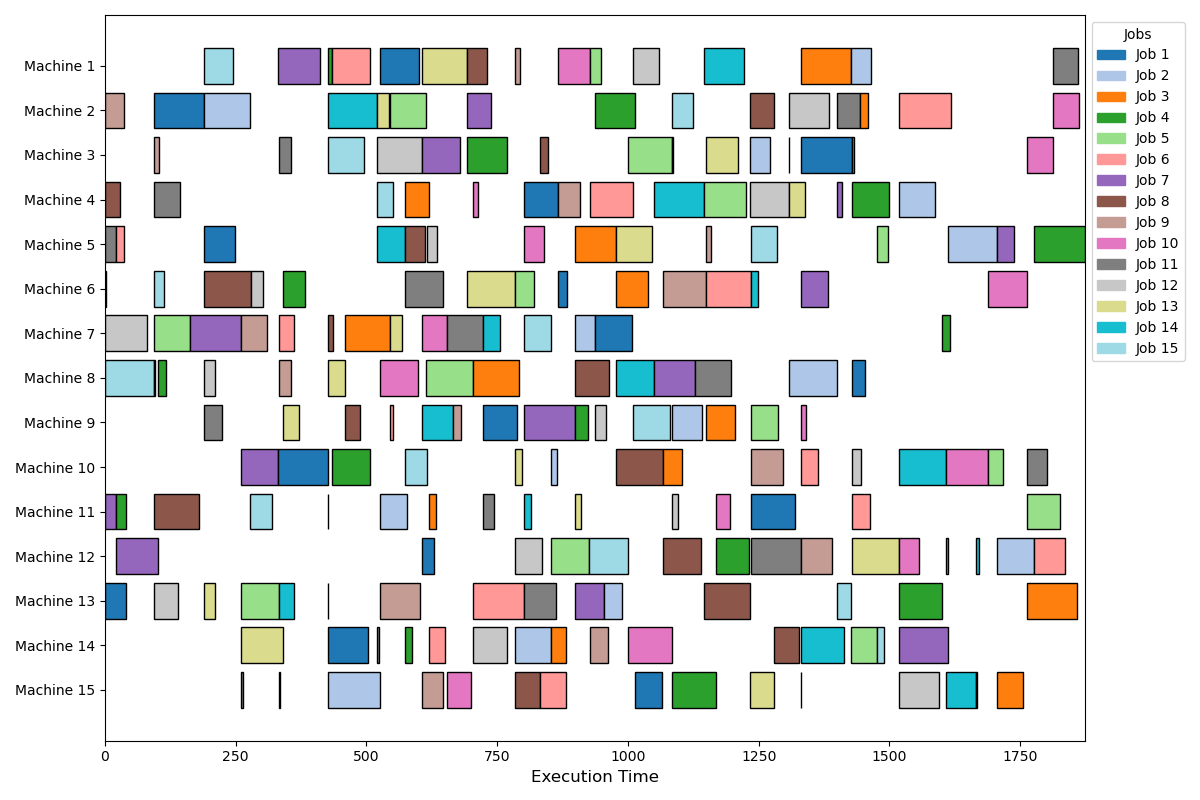 Machine 1
Machine 2
Machine 3
Machine 4
Machine 5
Machine 6
Machine 7
Machine 8
Machine 9
Machine 10
Machine 11
Machine 12
Machine 13
Machine 14
Machine 15
0 250 500 750 1000 1250 1500 1750
Execution Time
Jobs
Job 1
Job 2
Job 3
Job 4
Job 5
Job 6
Job 7
Job 8
Job 9
Job 10
Job 11
Job 12
Job 13
Job 14
Job 15